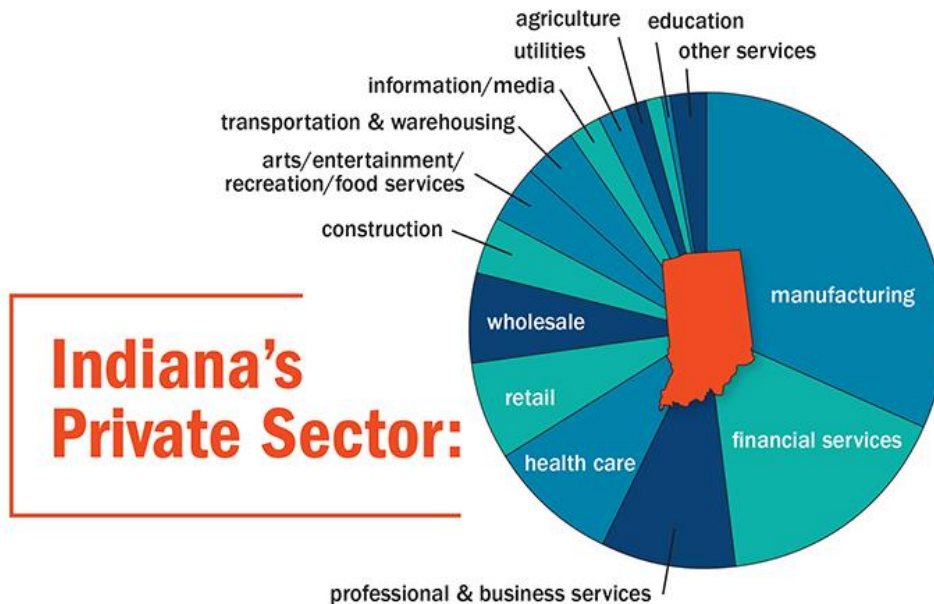 agriculture
education
utilities
other services
information/media
transportation & warehousing
arts/entertainment/
recreation/food services
construction
manufacturing
wholesale
Indiana's
Private Sector:
retail
financial services
health care
professional & business services